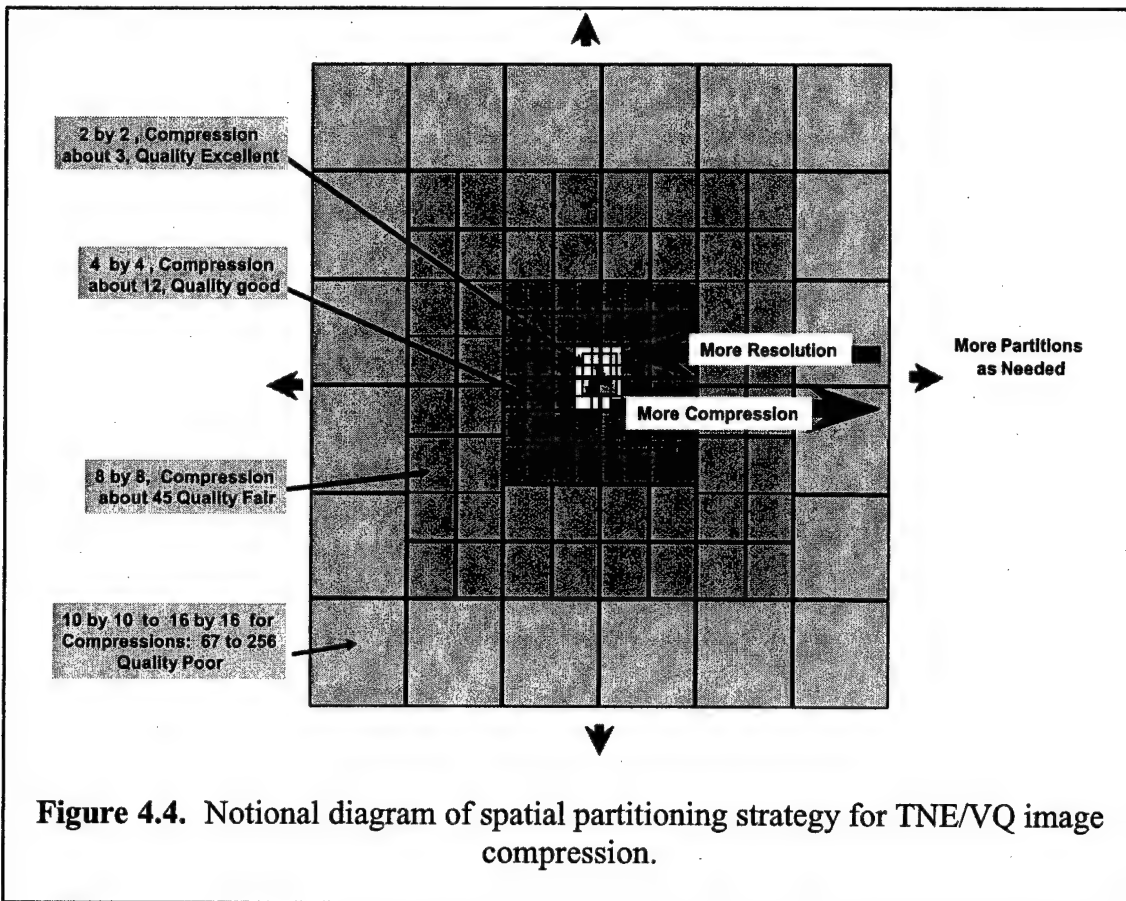 2 by 2 , Compression
about 3, Quality Excellent
4 by 4 , Compression
about 12, Quality good
More Resolution
More Partitions
as Needed
More Compression
8 by 8, Compression
about 45 Quality Fair
10 by 10 to 16 by 16 for
Compressions: 67 to 256
Quality Poor
Figure 4.4. Notional diagram of spatial partitioning strategy for TNE/VQ image
compression.